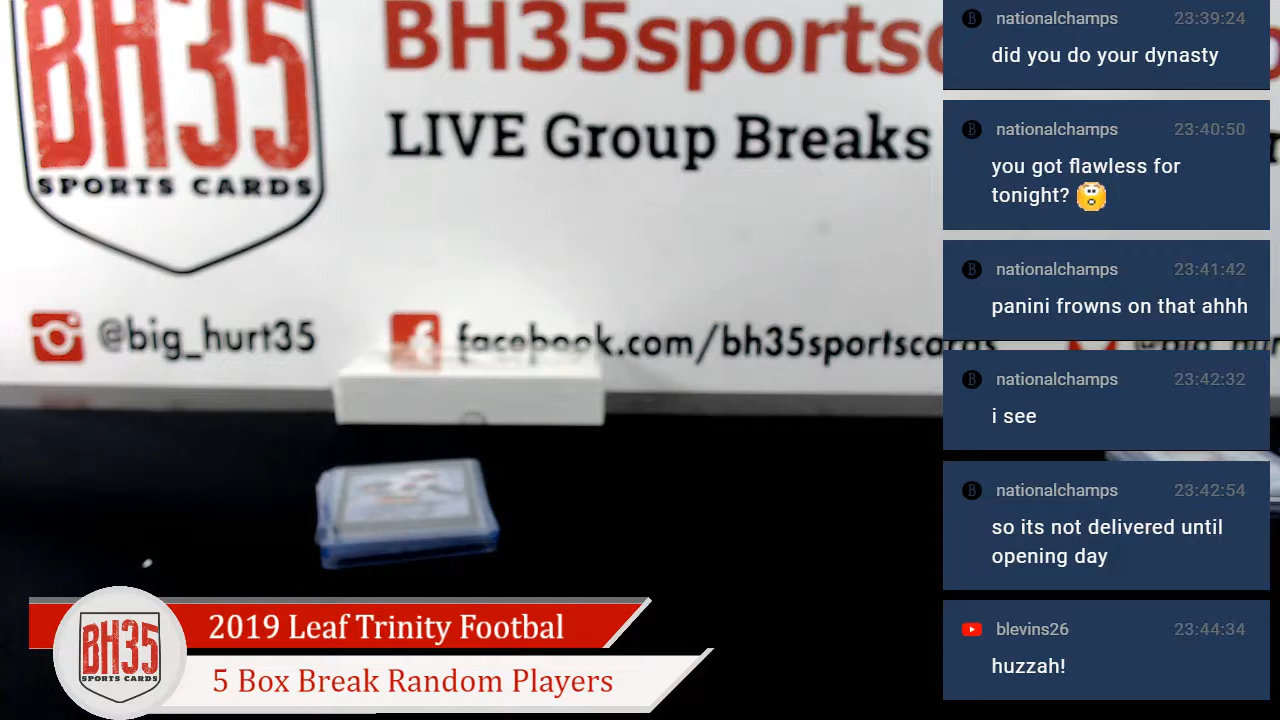 BH35
SPORTS CARDS
BH35sportsc
LIVE Group Breaks
@big_hurt35
facebook.com/bh35sportscards
nationalchamps 23:39:24
did you do your dynasty
nationalchamps 23:40:50
you got flawless for
tonight?
nationalchamps 23:41:42
panini frowns on that ahhh
nationalchamps 23:42:32
i see
nationalchamps 23:42:54
so its not delivered until
opening day
blevins26 23:44:34
huzzah!
BH35
SPORTS CARDS
2019 Leaf Trinity Footbal
5 Box Break Random Players